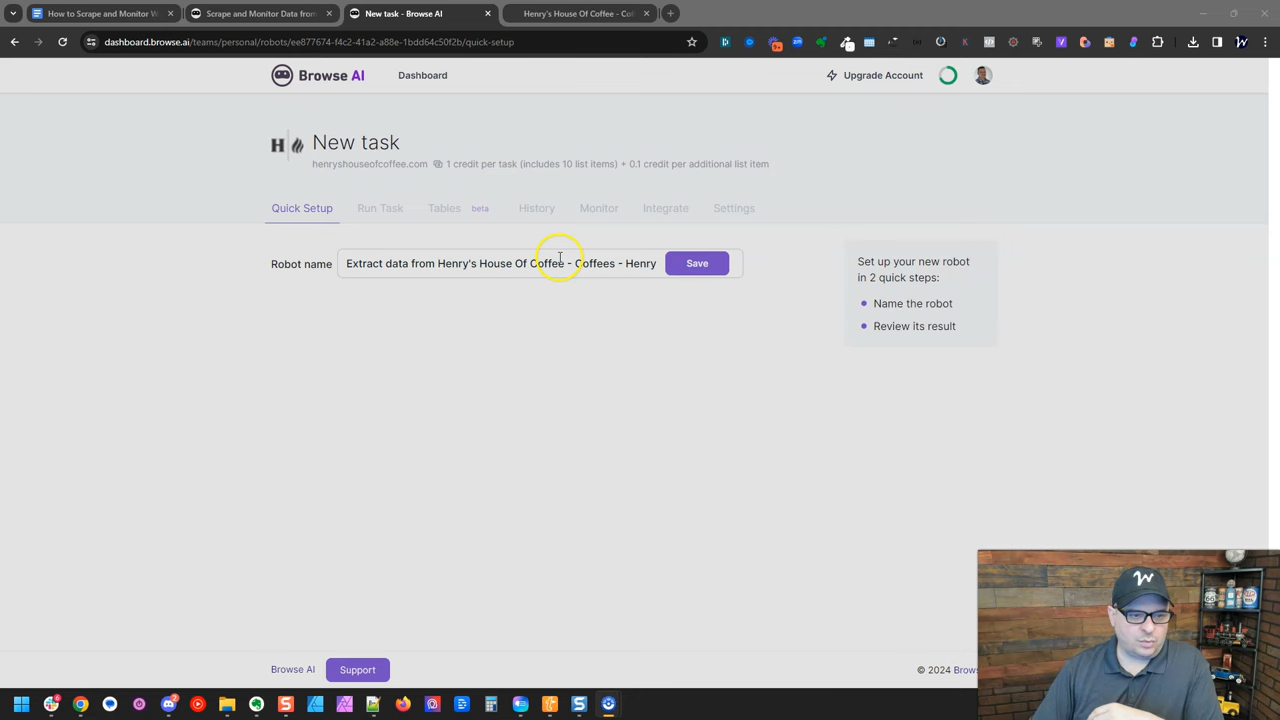 How to Scrape and Monitor W
Scrape and Monitor Data from
New task - Browse AI
Henry's House Of Coffee - Cof
dashboard.browse.ai/teams/personal/robots/ee877674-f4c2-41a2-a88e-1bdd64c50f2b/quick-setup
Browse AI
Dashboard
Upgrade Account
H
New task
henryshouseofcoffee.com 1 credit per task (includes 10 list items) + 0.1 credit per additional list item
Quick Setup
Run Task
Tables beta
History
Monitor
Integrate
Settings
Robot name
Extract data from Henry's House Of Coffee - Coffees - Henry
Save
Set up your new robot
in 2 quick steps:
Name the robot
Review its result
Browse AI
Support
© 2024 Brows